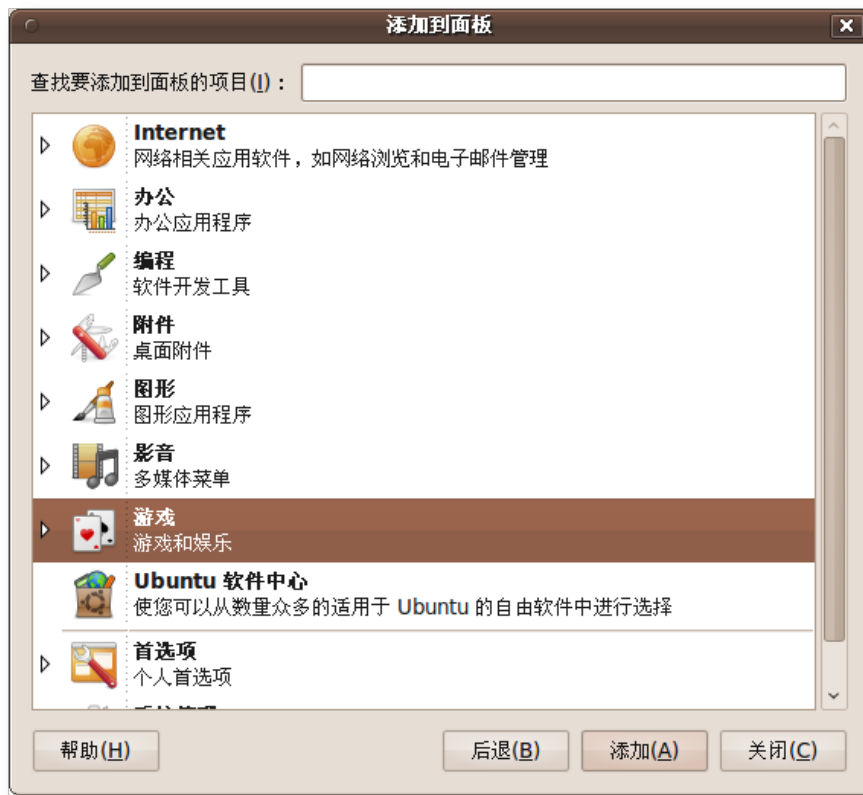 添加到面板
查找要添加到面板的项目(I)：
Internet
网络相关应用软件，如网络浏览和电子邮件管理
办公
办公应用程序
编程
软件开发工具
附件
桌面附件
图形
图形应用程序
影音
多媒体菜单
游戏
游戏和娱乐
Ubuntu 软件中心
使您可以从数量众多的适用于 Ubuntu 的自由软件中进行选择
首选项
个人首选项
帮助(H)
后退(B)
添加(A)
关闭(C)